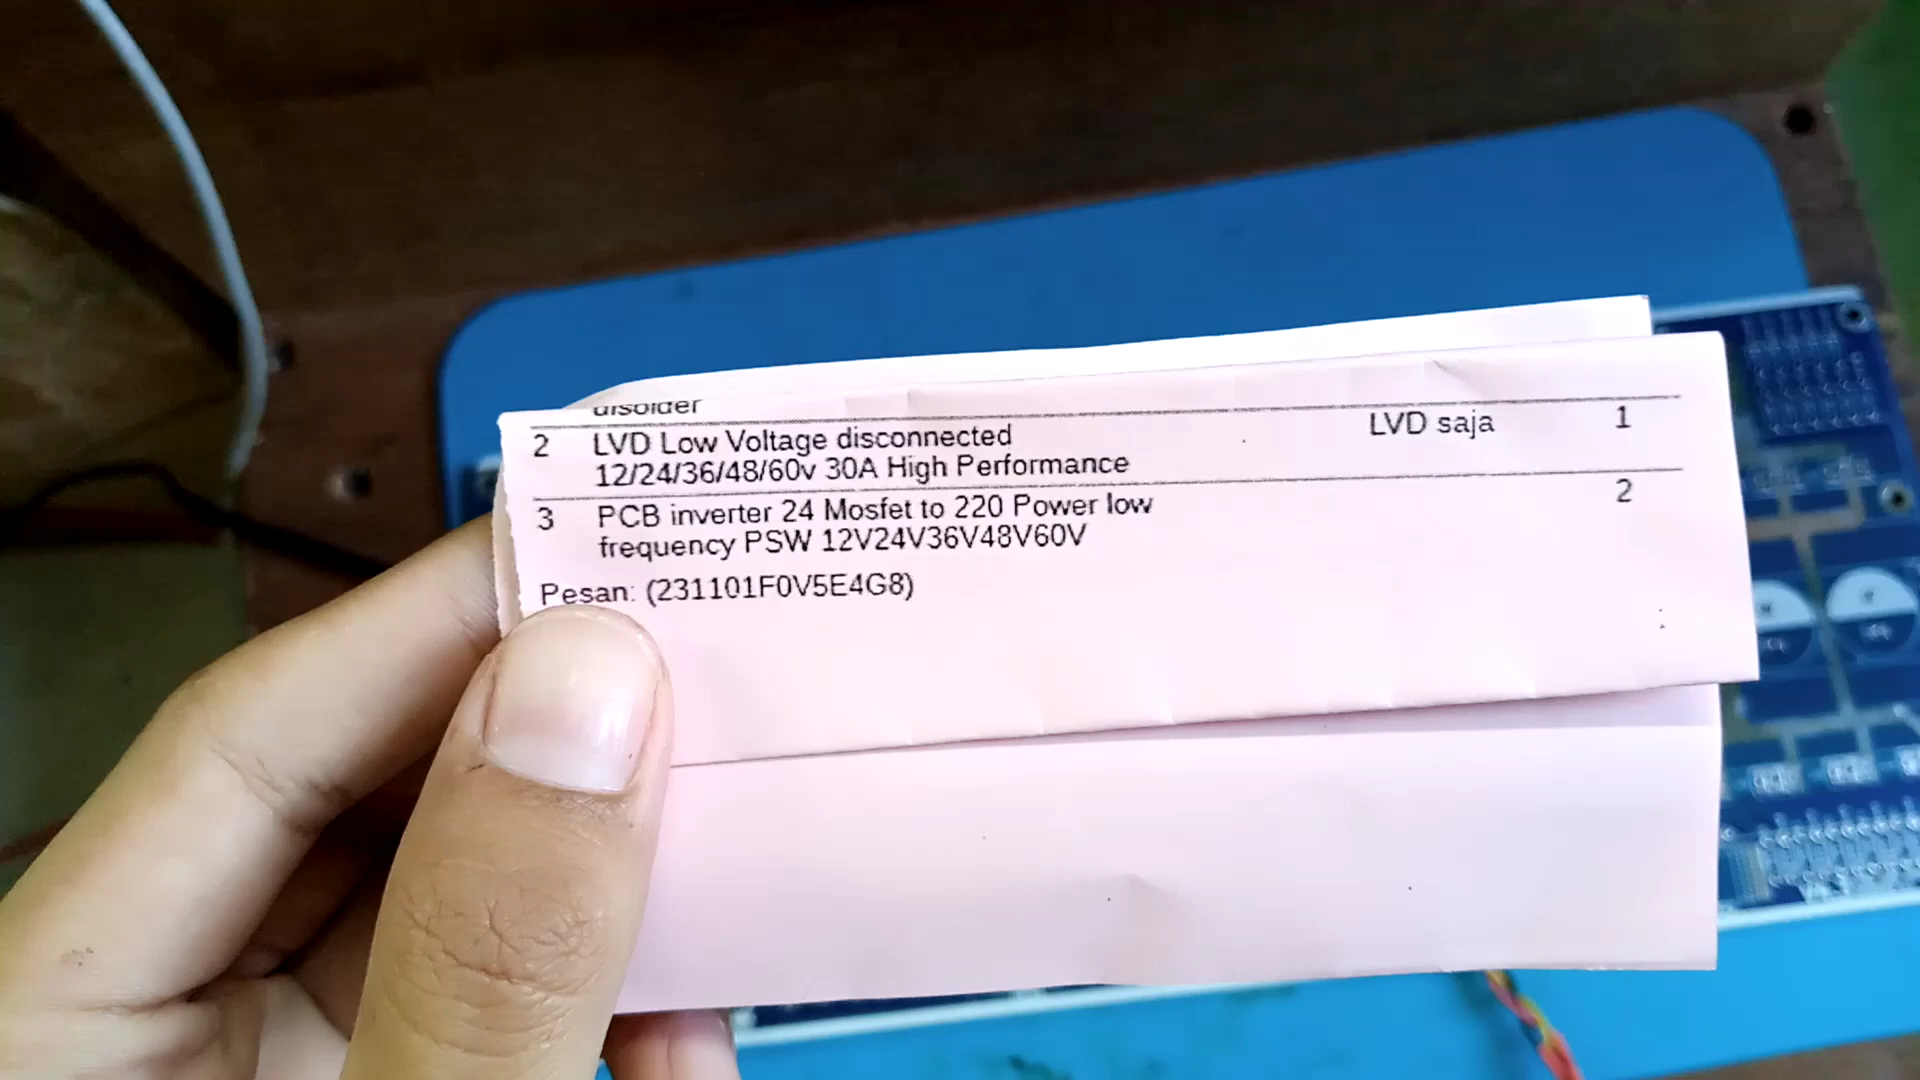 disolder
2 LVD Low Voltage disconnected LVD saja 1
12/24/36/48/60v 30A High Performance
3 PCB inverter 24 Mosfet to 220 Power low 2
frequency PSW 12V24V36V48V60V
Pesan: (231101F0V5E4G8)